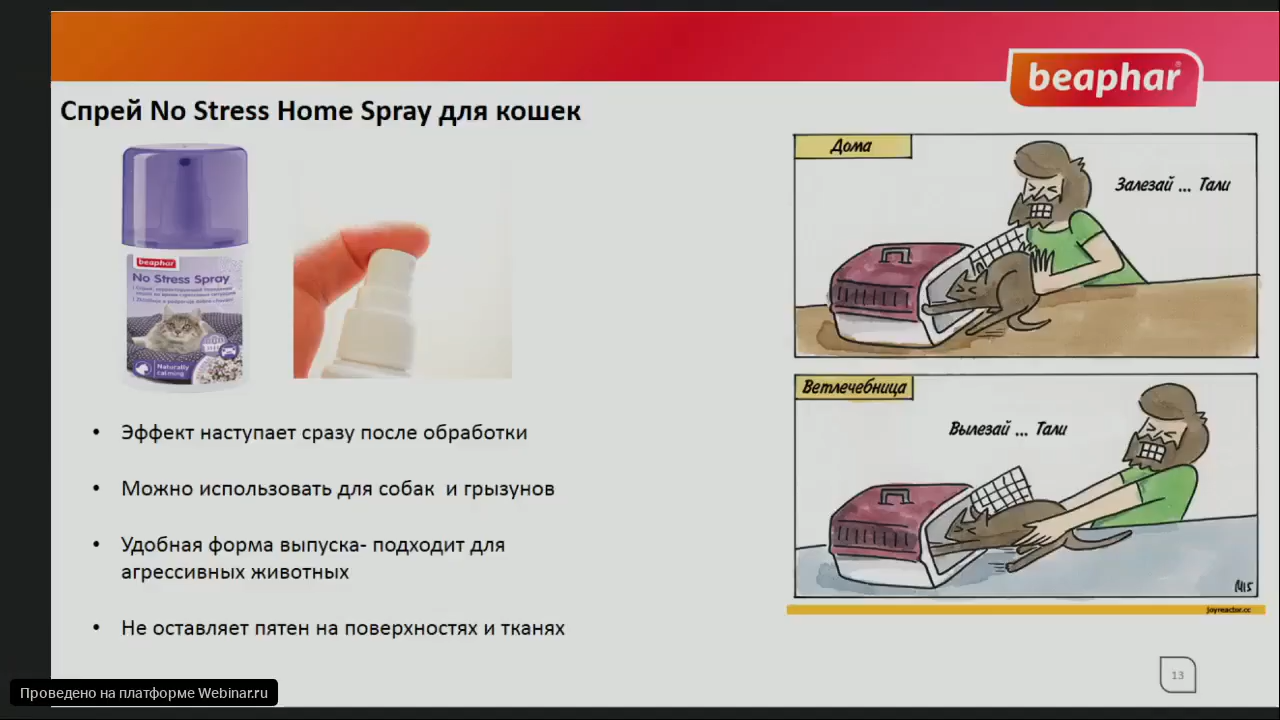 beaphar
Спрей No Stress Home Spray для кошек
beaphar
No Stress Spray
Naturally
calming
Эффект наступает сразу после обработки
Можно использовать для собак и грызунов
Удобная форма выпуска- подходит для
агрессивных животных
Не оставляет пятен на поверхностях и тканях
Дома
Залезай ... Тали
Ветлечебница
Вылезай ... Тали
joyreactor.cc
13
Проведено на платформе Webinar.ru